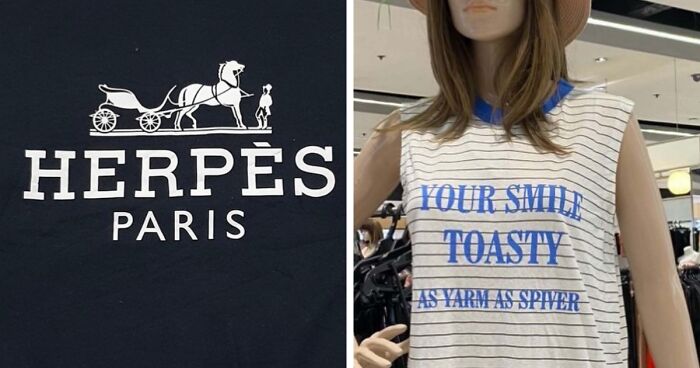 HERPÈS
PARIS
YOUR SMILE
TOASTY
AS YARM AS SPIVER